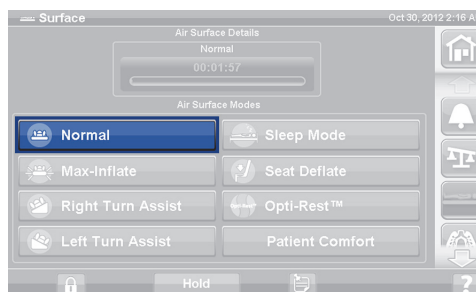 Surface
Oct 30, 2012 2:16 A
Air Surface Details
Normal
00:01:57
Air Surface Modes
Normal
Sleep Mode
Max-Inflate
Seat Deflate
Right Turn Assist
Opti-Rest™
Left Turn Assist
Patient Comfort
Hold
?